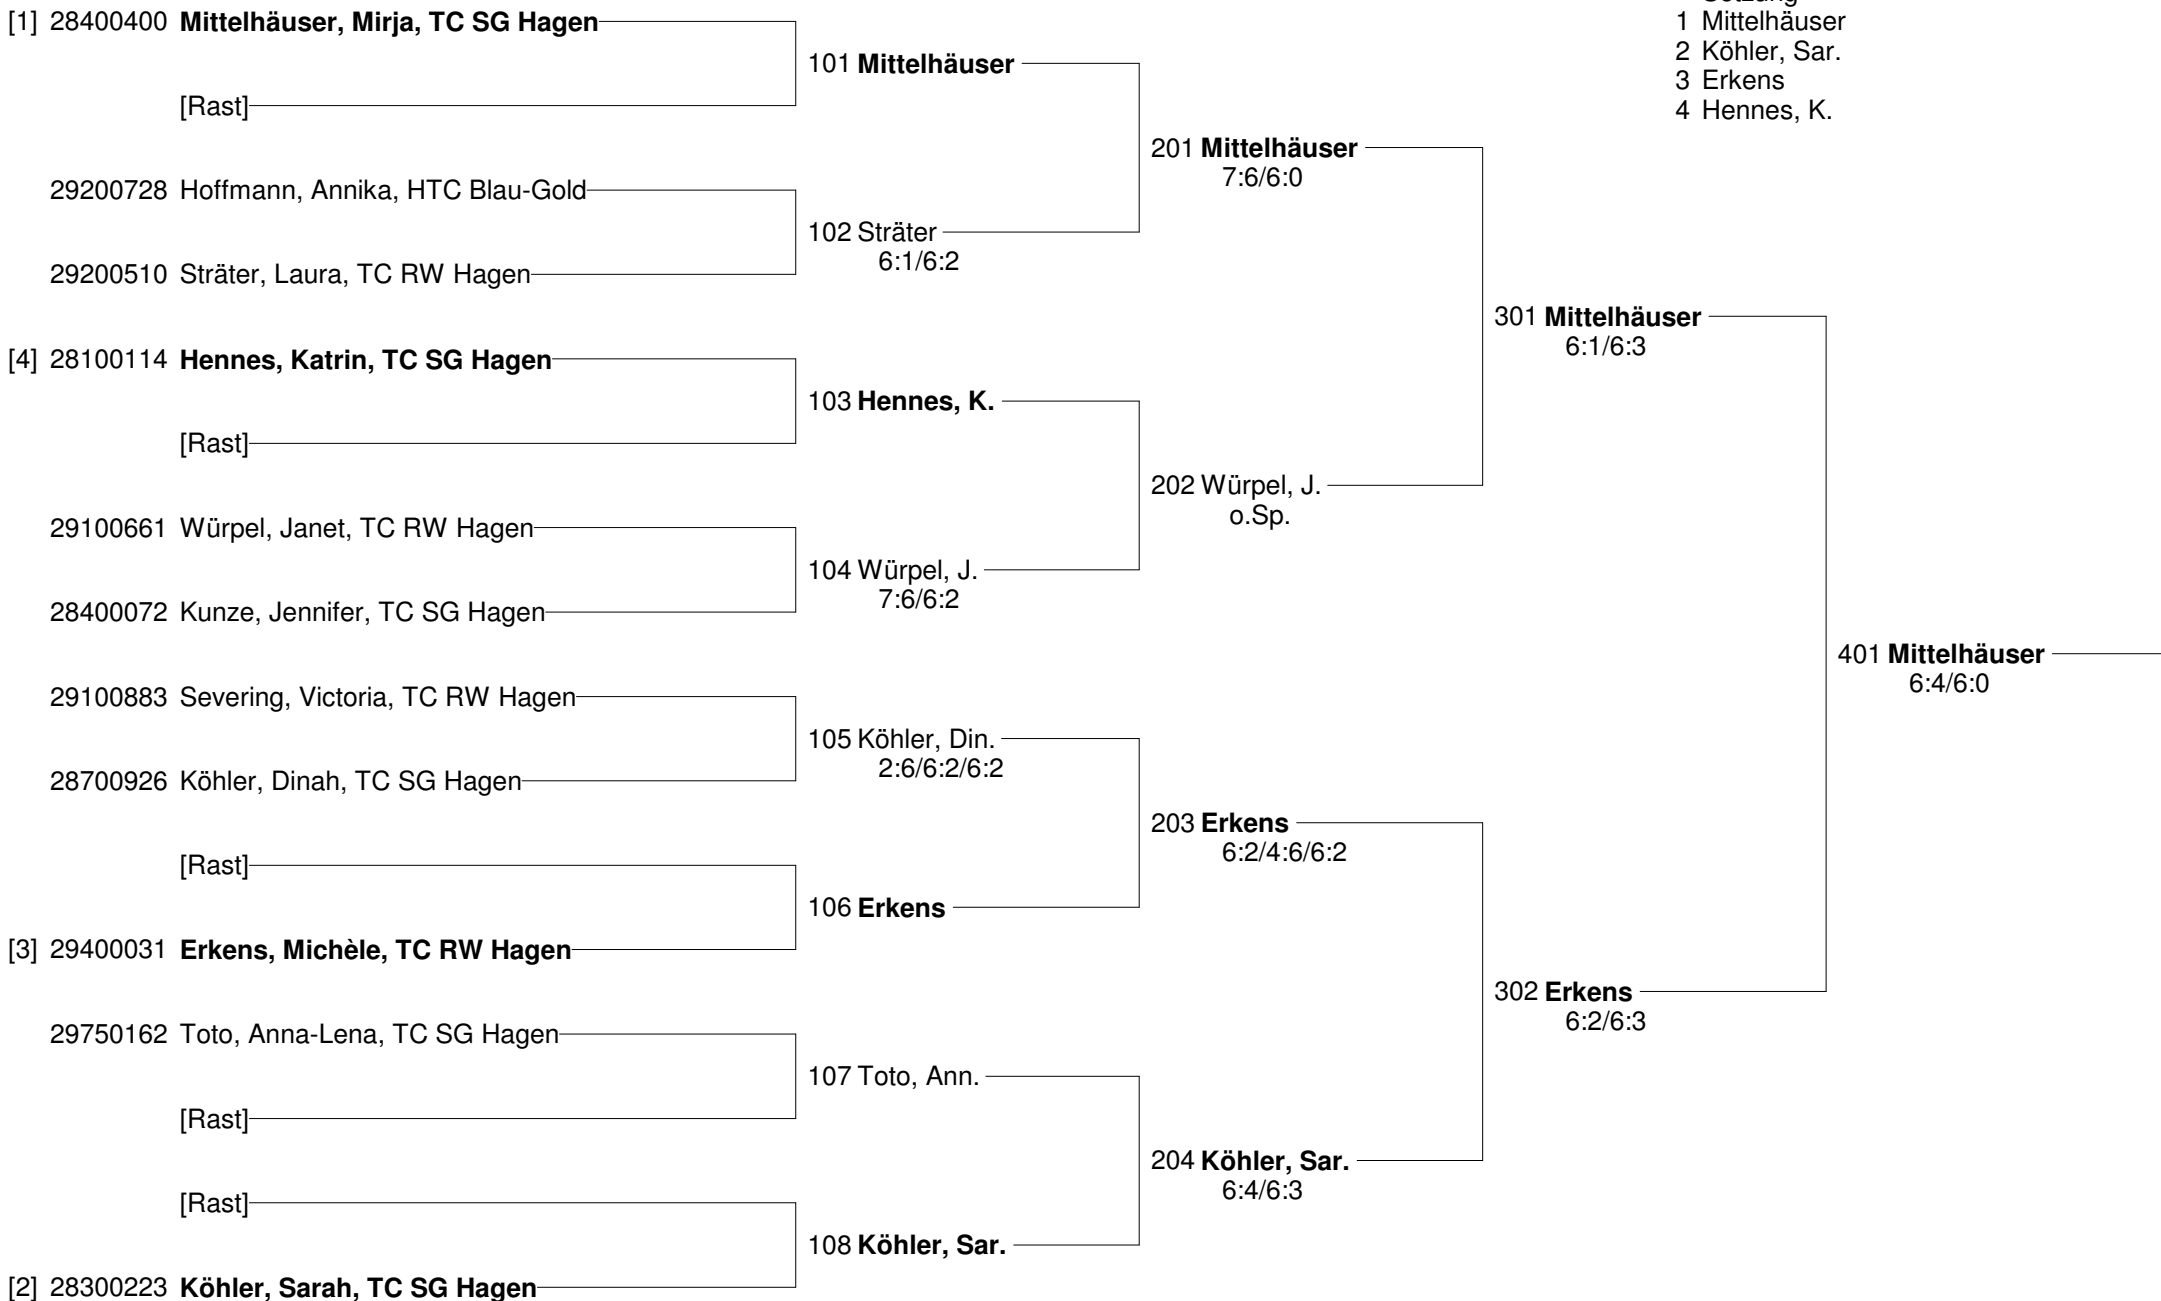 Setzung
1 Mittelhäuser
2 Köhler, Sar.
3 Erkens
4 Hennes, K.
[1] 28400400 Mittelhäuser, Mirja, TC SG Hagen
[Rast]
29200728 Hoffmann, Annika, HTC Blau-Gold
29200510 Sträter, Laura, TC RW Hagen
[4] 28100114 Hennes, Katrin, TC SG Hagen
[Rast]
29100661 Würpel, Janet, TC RW Hagen
28400072 Kunze, Jennifer, TC SG Hagen
29100883 Severing, Victoria, TC RW Hagen
28700926 Köhler, Dinah, TC SG Hagen
[Rast]
[3] 29400031 Erkens, Michèle, TC RW Hagen
29750162 Toto, Anna-Lena, TC SG Hagen
[Rast]
[Rast]
[2] 28300223 Köhler, Sarah, TC SG Hagen
101 Mittelhäuser
102 Sträter
6:1/6:2
103 Hennes, K.
104 Würpel, J.
7:6/6:2
105 Köhler, Din.
2:6/6:2/6:2
106 Erkens
107 Toto, Ann.
108 Köhler, Sar.
201 Mittelhäuser
7:6/6:0
202 Würpel, J.
o.Sp.
203 Erkens
6:2/4:6/6:2
204 Köhler, Sar.
6:4/6:3
301 Mittelhäuser
6:1/6:3
302 Erkens
6:2/6:3
401 Mittelhäuser
6:4/6:0